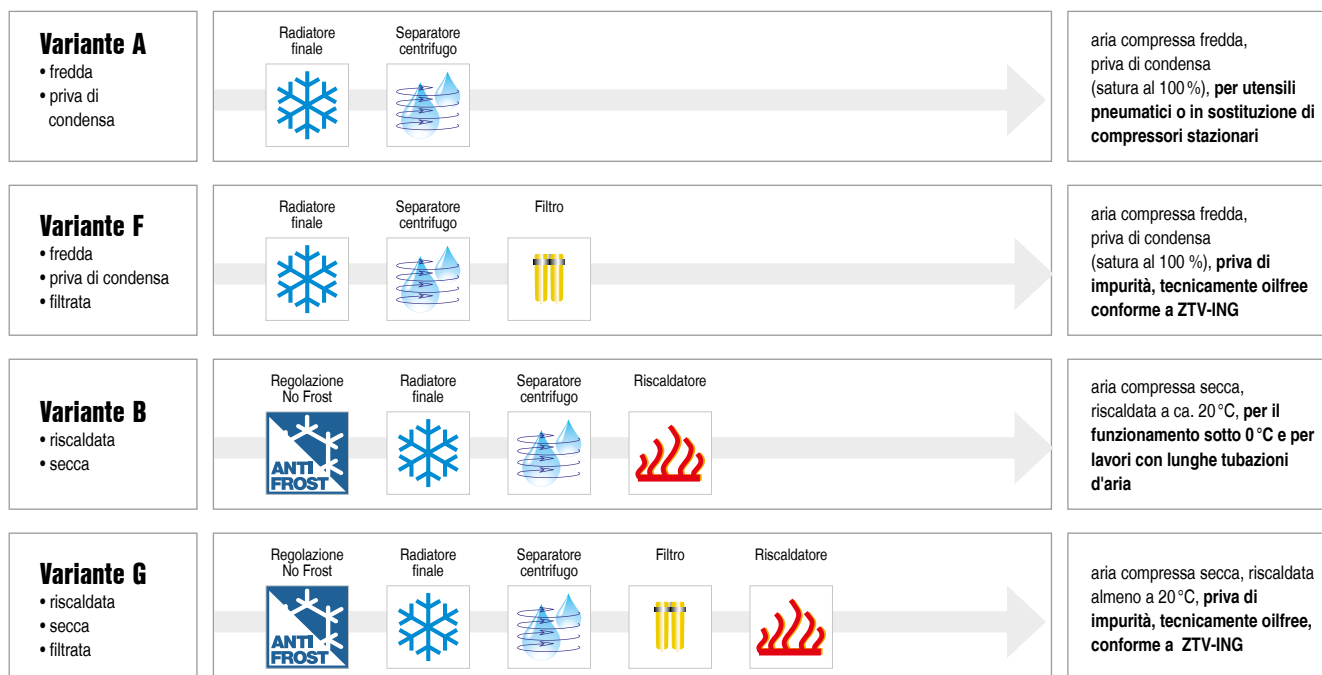 Variante A
• fredda
• priva di
condensa
Radiatore
finale
Separatore
centrifugo
aria compressa fredda,
priva di condensa
(satura al 100 %), per utensili
pneumatici o in sostituzione di
compressori stazionari
Variante F
• fredda
• priva di condensa
• filtrata
Radiatore
finale
Separatore
centrifugo
Filtro
aria compressa fredda,
priva di condensa
(satura al 100 %), priva di
impurità, tecnicamente oilfree
conforme a ZTV-ING
Variante B
• riscaldata
• secca
Regolazione
No Frost
ANTI
FROST
Radiatore
finale
Separatore
centrifugo
Riscaldatore
aria compressa secca,
riscaldata a ca. 20 °C, per il
funzionamento sotto 0 °C e per
lavori con lunghe tubazioni
d'aria
Variante G
• riscaldata
• secca
• filtrata
Regolazione
No Frost
ANTI
FROST
Radiatore
finale
Separatore
centrifugo
Filtro
Riscaldatore
aria compressa secca, riscaldata
almeno a 20 °C, priva di
impurità, tecnicamente oilfree,
conforme a ZTV-ING